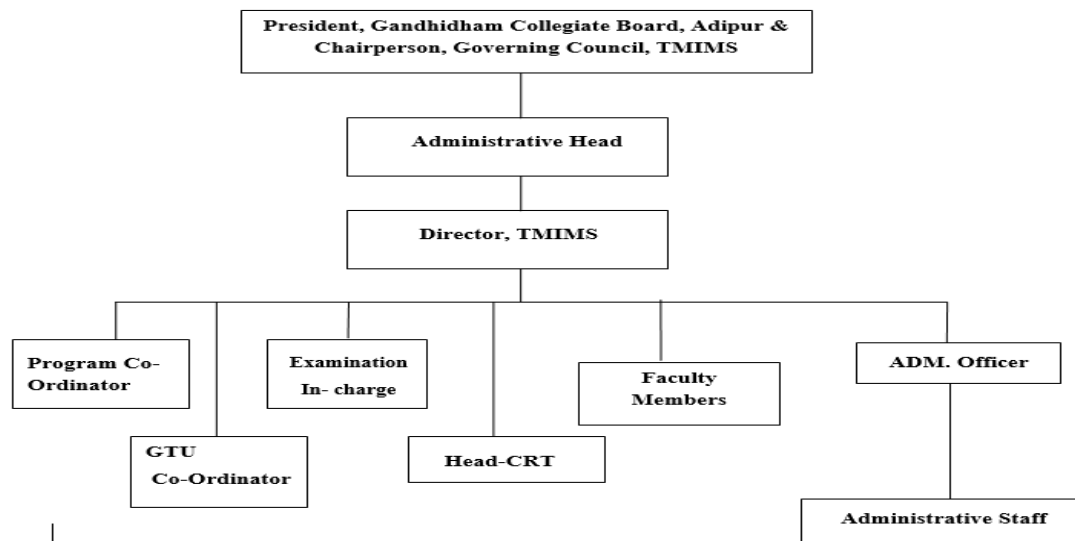 President, Gandhidham Collegiate Board, Adipur &
Chairperson, Governing Council, TMIMS
Administrative Head
Director, TMIMS
Program Co-
Ordinator
GTU
Co-Ordinator
Examination
In- charge
Head-CRT
Faculty
Members
ADM. Officer
Administrative Staff